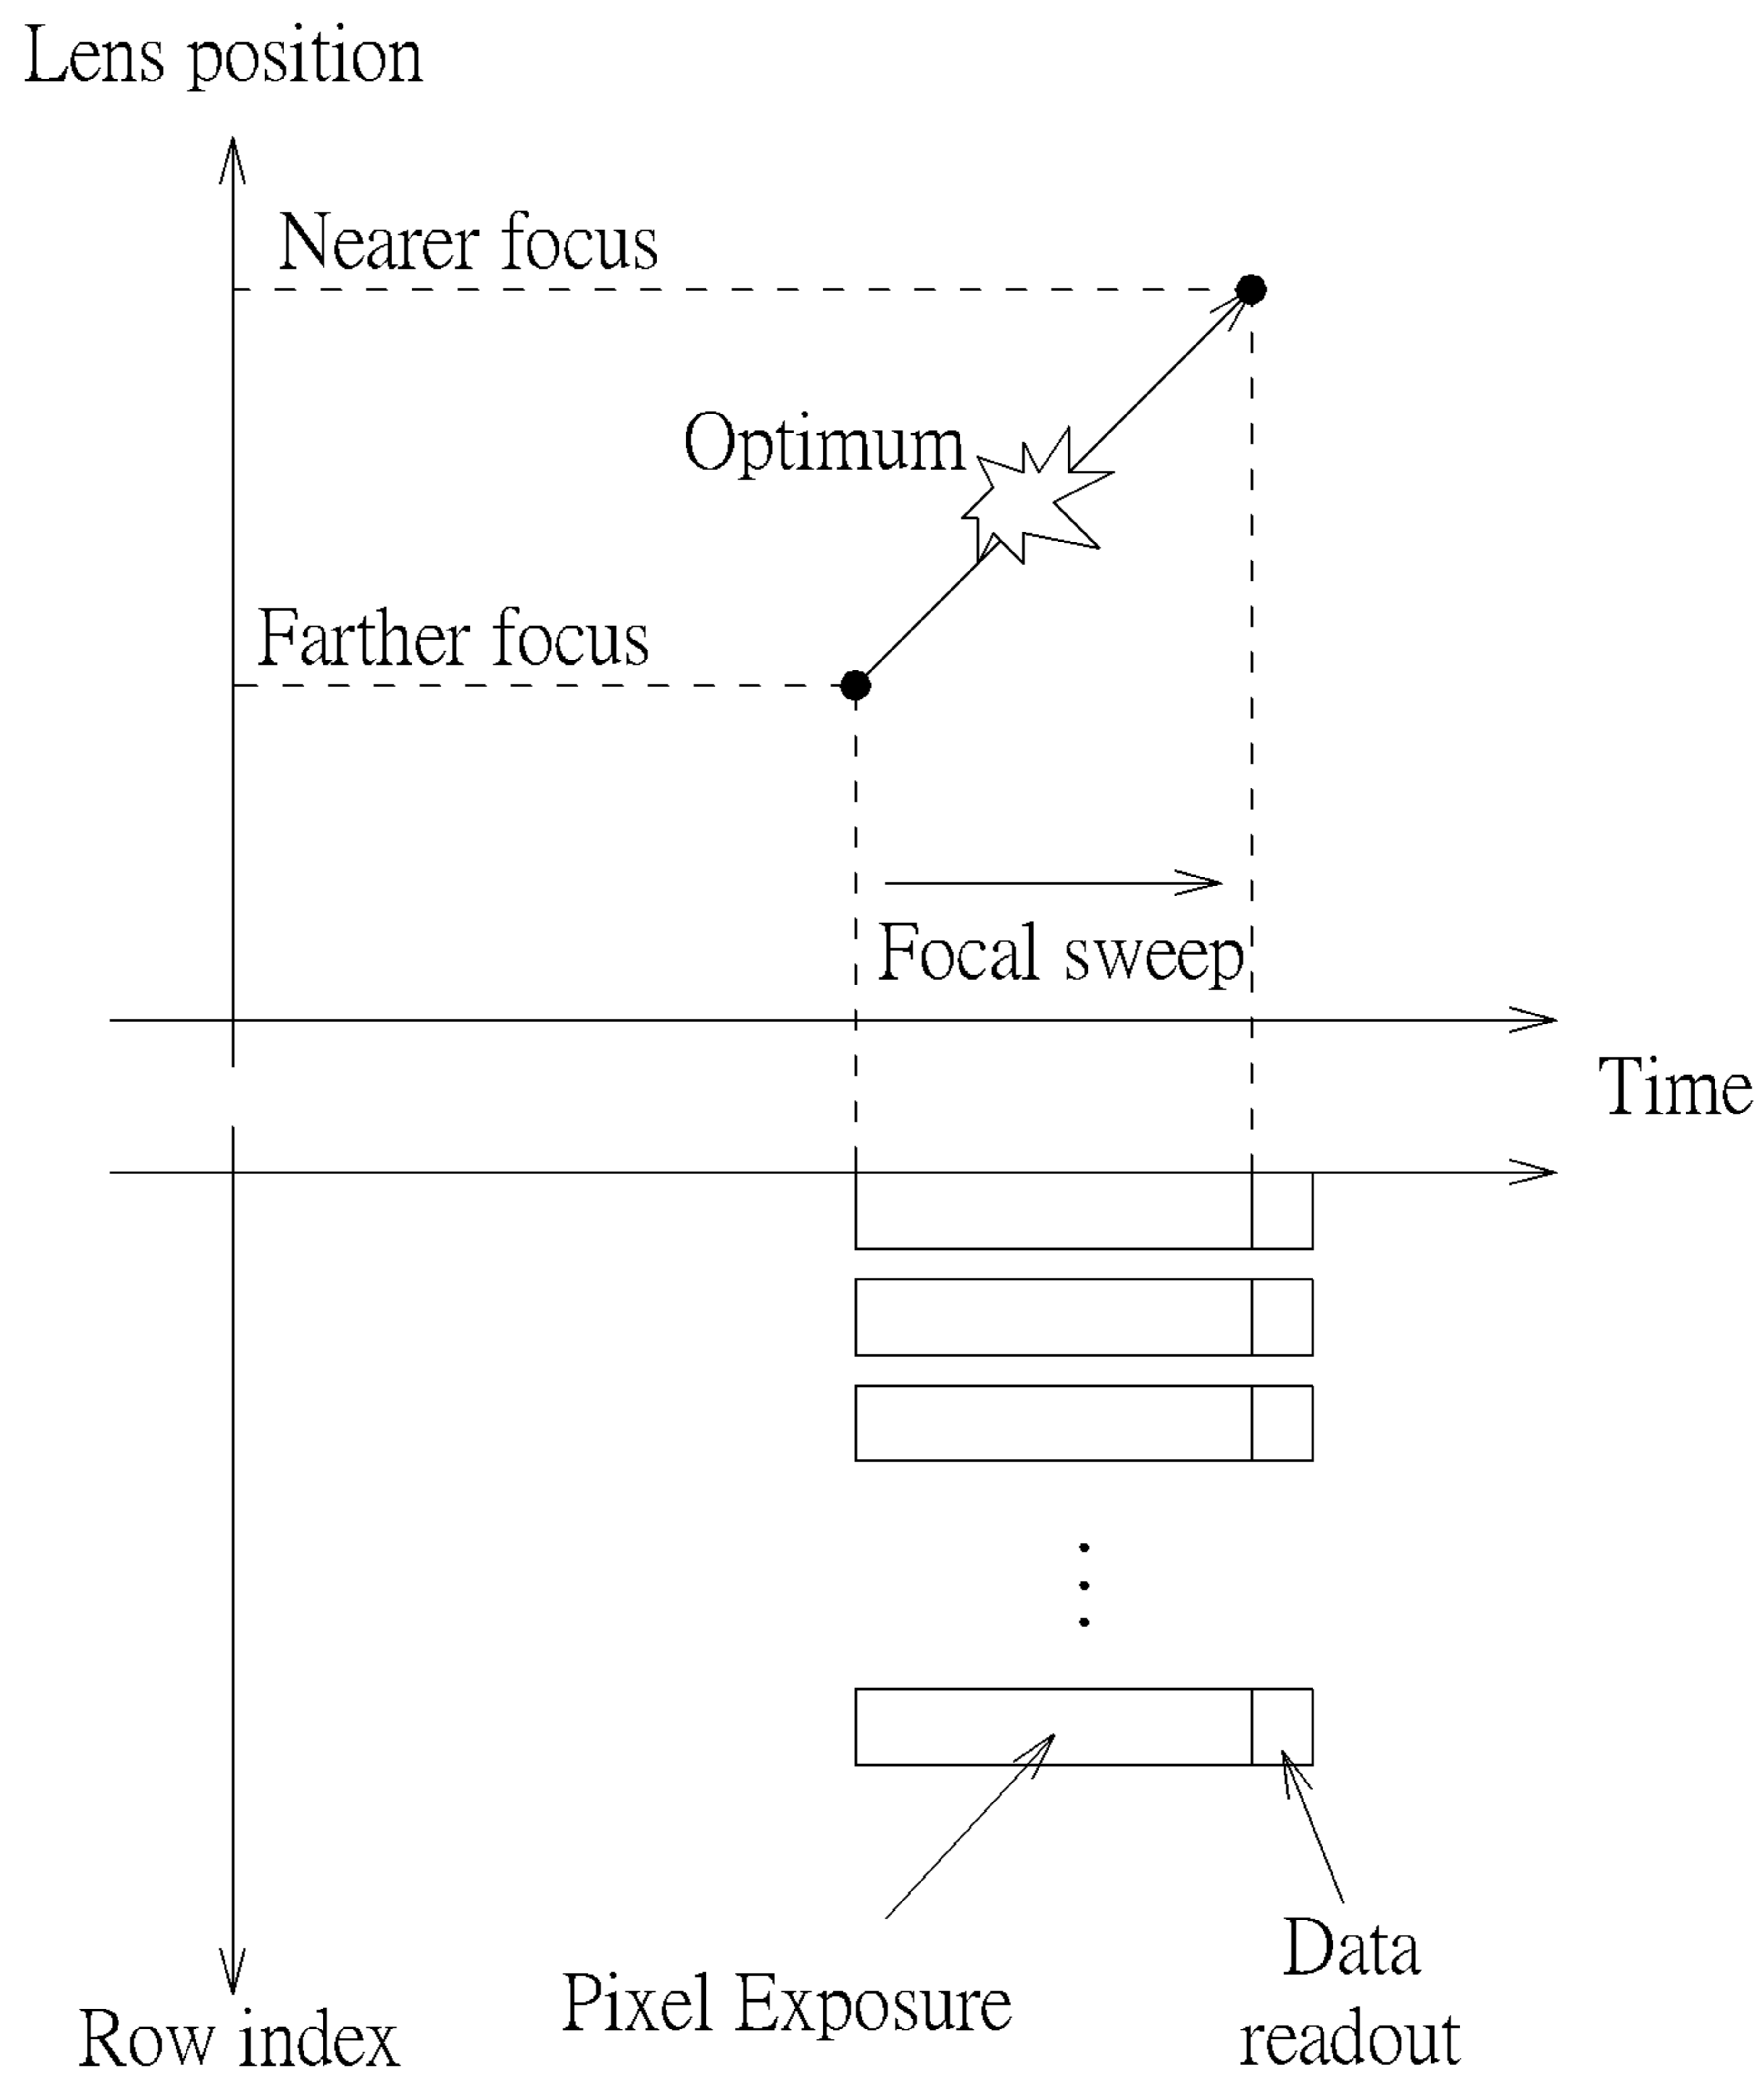 Lens position
Nearer focus
Optimum
Farther focus
Focal sweep
Time
Pixel Exposure
Data
readout
Row index